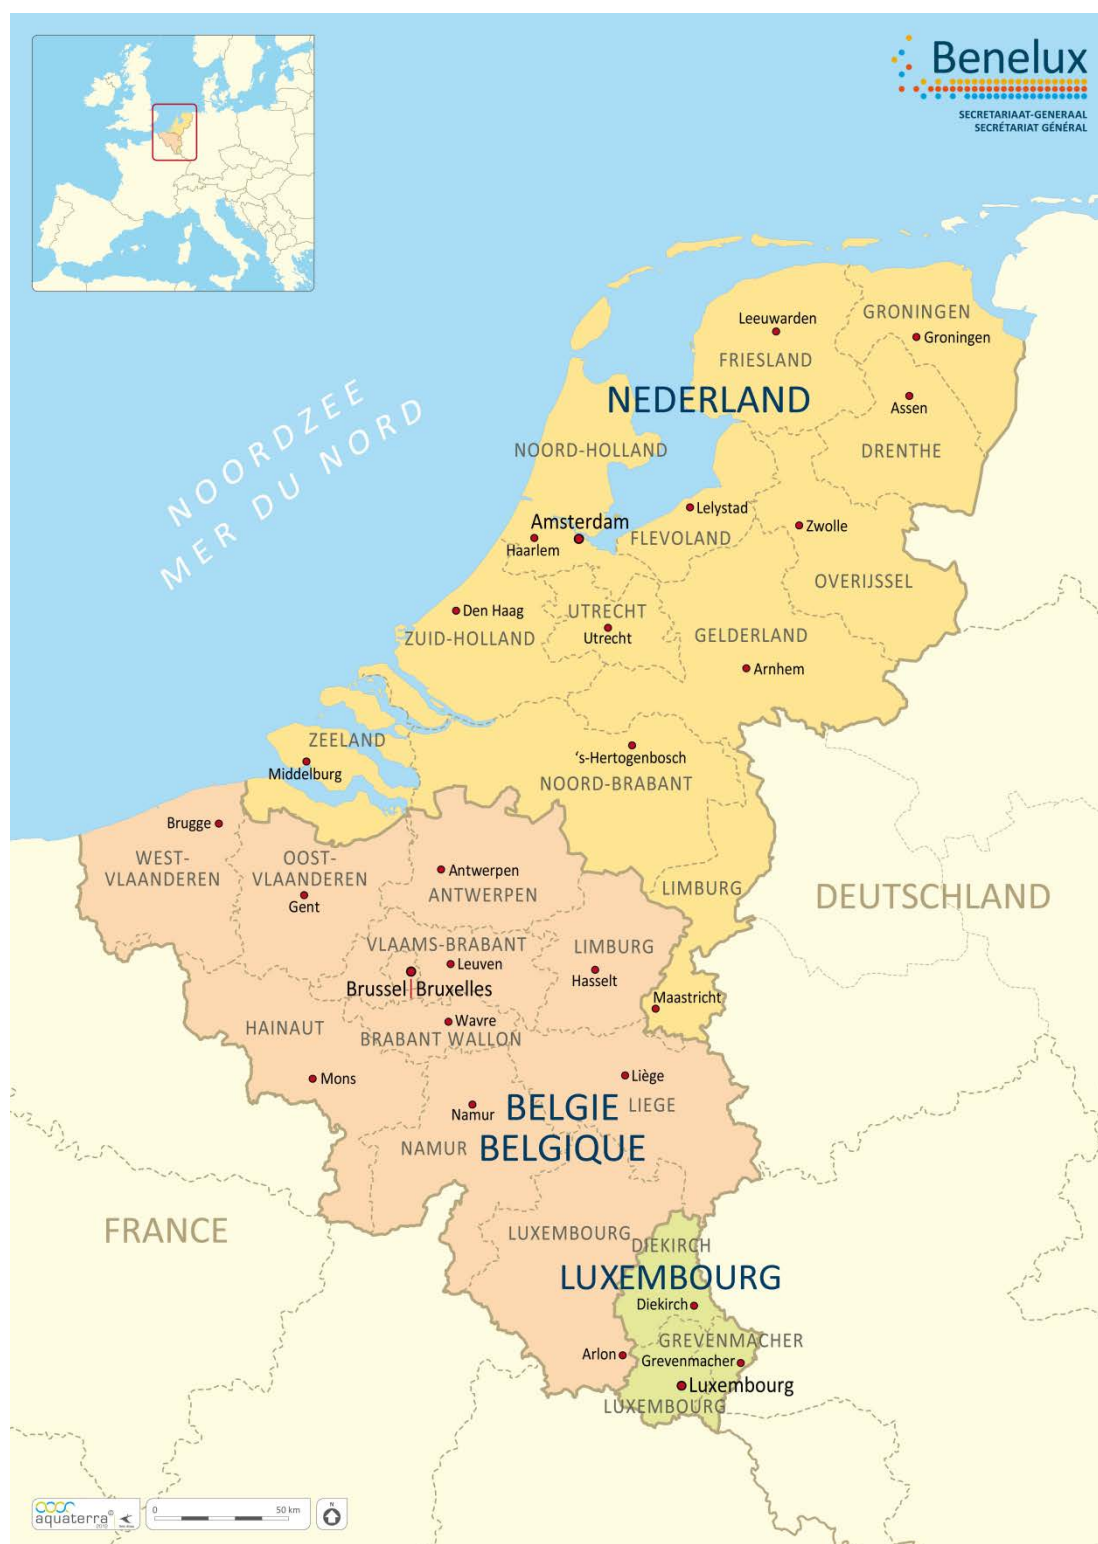 Benelux
SECRETARIAAT-GENERAAL
SECRÉTARIAT GÉNÉRAL
NOORDZEE
MER DU NORD
GRONINGEN
Leeuwarden
Groningen
FRIESLAND
NEDERLAND
Assen
NOORD-HOLLAND
DRENTHE
Lelystad
Amsterdam
Zwolle
FLEVOLAND
Haarlem
OVERIJSSEL
Den Haag
UTRECHT
ZUID-HOLLAND
Utrecht
GELDERLAND
Arnhem
ZEELAND
's-Hertogenbosch
Middelburg
NOORD-BRABANT
Brugge
WEST-
VLAANDEREN
OOST-
VLAANDEREN
Antwerpen
ANTWERPEN
LIMBURG
DEUTSCHLAND
Gent
VLAAMS-BRABANT
LIMBURG
Leuven
Hasselt
Brussel|Bruxelles
Maastricht
Wavre
HAINAUT
BRABANT WALLON
Mons
Liège
Namur
BELGIE
LIEGE
NAMUR
BELGIQUE
FRANCE
LUXEMBOURG
DIEKIRCH
LUXEMBOURG
Diekirch
GREVENMACHER
Arlon
Grevenmacher
Luxembourg
LUXEMBOURG
aquaterra©
0 50 km
N